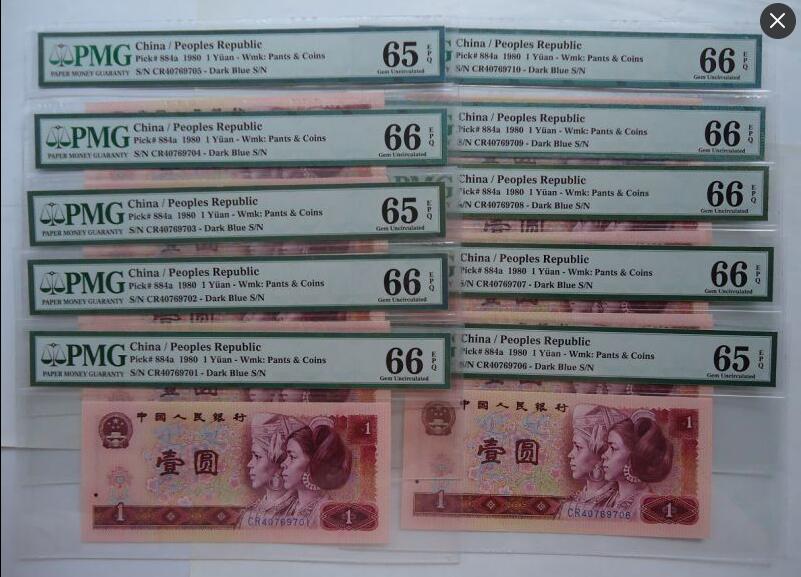 PMG
PAPER MONEY GUARANTY
China / Peoples Republic
Pick# 884a 1980 1 Yüan - Wmk: Pants & Coins
S/N CR40769705 - Dark Blue S/N
65 EPQ
Gem Uncirculated
China / Peoples Republic
Pick# 884a 1980 1 Yüan - Wmk: Pants & Coins
S/N CR40769710 - Dark Blue S/N
66 EPQ
Gem Uncirculated
PMG
PAPER MONEY GUARANTY
China / Peoples Republic
Pick# 884a 1980 1 Yüan - Wmk: Pants & Coins
S/N CR40769704 - Dark Blue S/N
66 EPQ
Gem Uncirculated
China / Peoples Republic
Pick# 884a 1980 1 Yüan - Wmk: Pants & Coins
S/N CR40769709 - Dark Blue S/N
66 EPQ
Gem Uncirculated
PMG
PAPER MONEY GUARANTY
China / Peoples Republic
Pick# 884a 1980 1 Yüan - Wmk: Pants & Coins
S/N CR40769703 - Dark Blue S/N
65 EPQ
Gem Uncirculated
China / Peoples Republic
Pick# 884a 1980 1 Yüan - Wmk: Pants & Coins
S/N CR40769708 - Dark Blue S/N
66 EPQ
Gem Uncirculated
PMG
PAPER MONEY GUARANTY
China / Peoples Republic
Pick# 884a 1980 1 Yüan - Wmk: Pants & Coins
S/N CR40769702 - Dark Blue S/N
66 EPQ
Gem Uncirculated
China / Peoples Republic
Pick# 884a 1980 1 Yüan - Wmk: Pants & Coins
S/N CR40769707 - Dark Blue S/N
66 EPQ
Gem Uncirculated
PMG
PAPER MONEY GUARANTY
China / Peoples Republic
Pick# 884a 1980 1 Yüan - Wmk: Pants & Coins
S/N CR40769701 - Dark Blue S/N
66 EPQ
Gem Uncirculated
China / Peoples Republic
Pick# 884a 1980 1 Yüan - Wmk: Pants & Coins
S/N CR40769706 - Dark Blue S/N
65 EPQ
Gem Uncirculated
中国人民银行
1
壹圆
1
CR40769701
1
中国人民银行
1
壹圆
1
CR40769706
1